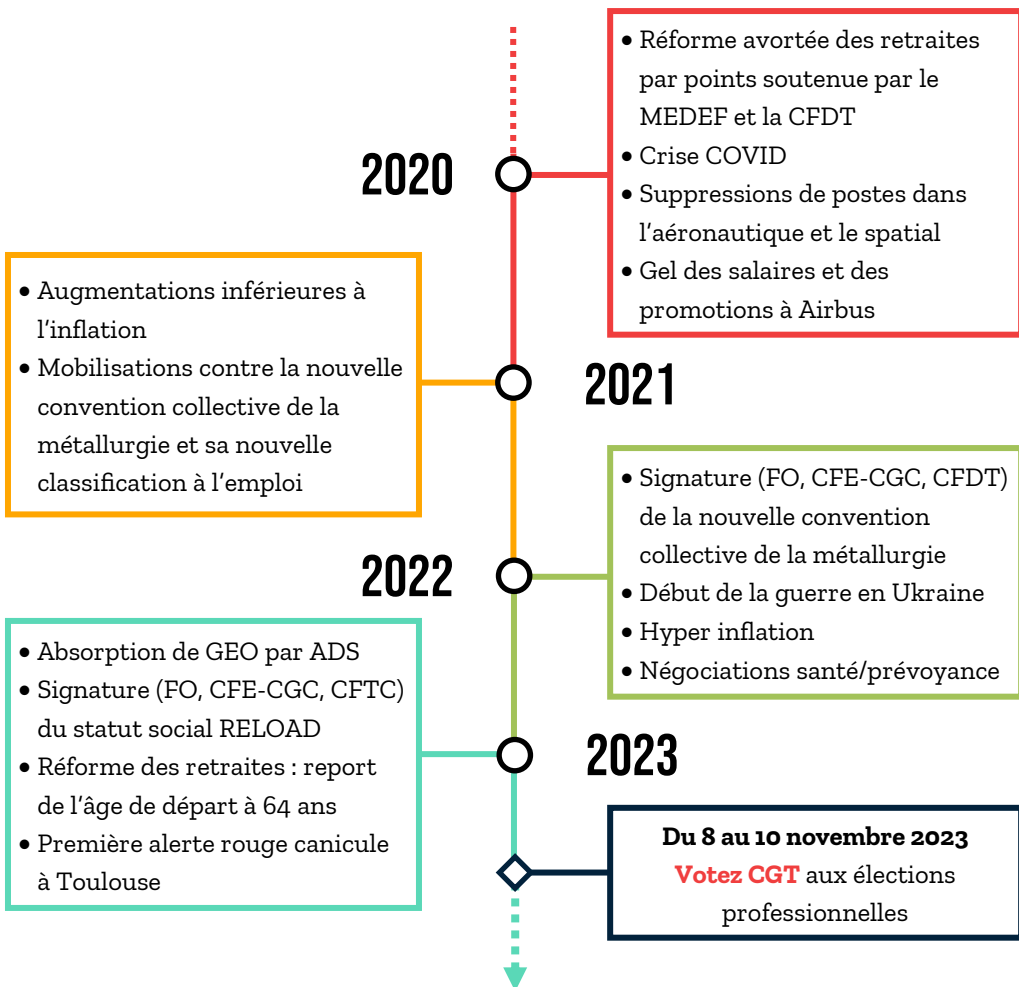 2020
• Réforme avortée des retraites
par points soutenue par le
MEDEF et la CFDT
• Crise COVID
• Suppressions de postes dans
l'aéronautique et le spatial
• Gel des salaires et des
promotions à Airbus
2021
• Augmentations inférieures à
l'inflation
• Mobilisations contre la nouvelle
convention collective de la
métallurgie et sa nouvelle
classification à l'emploi
2022
• Signature (FO, CFE-CGC, CFDT)
de la nouvelle convention
collective de la métallurgie
• Début de la guerre en Ukraine
• Hyper inflation
• Négociations santé/prévoyance
2023
• Absorption de GEO par ADS
• Signature (FO, CFE-CGC, CFTC)
du statut social RELOAD
• Réforme des retraites : report
de l'âge de départ à 64 ans
• Première alerte rouge canicule
à Toulouse
Du 8 au 10 novembre 2023
Votez CGT aux élections
professionnelles